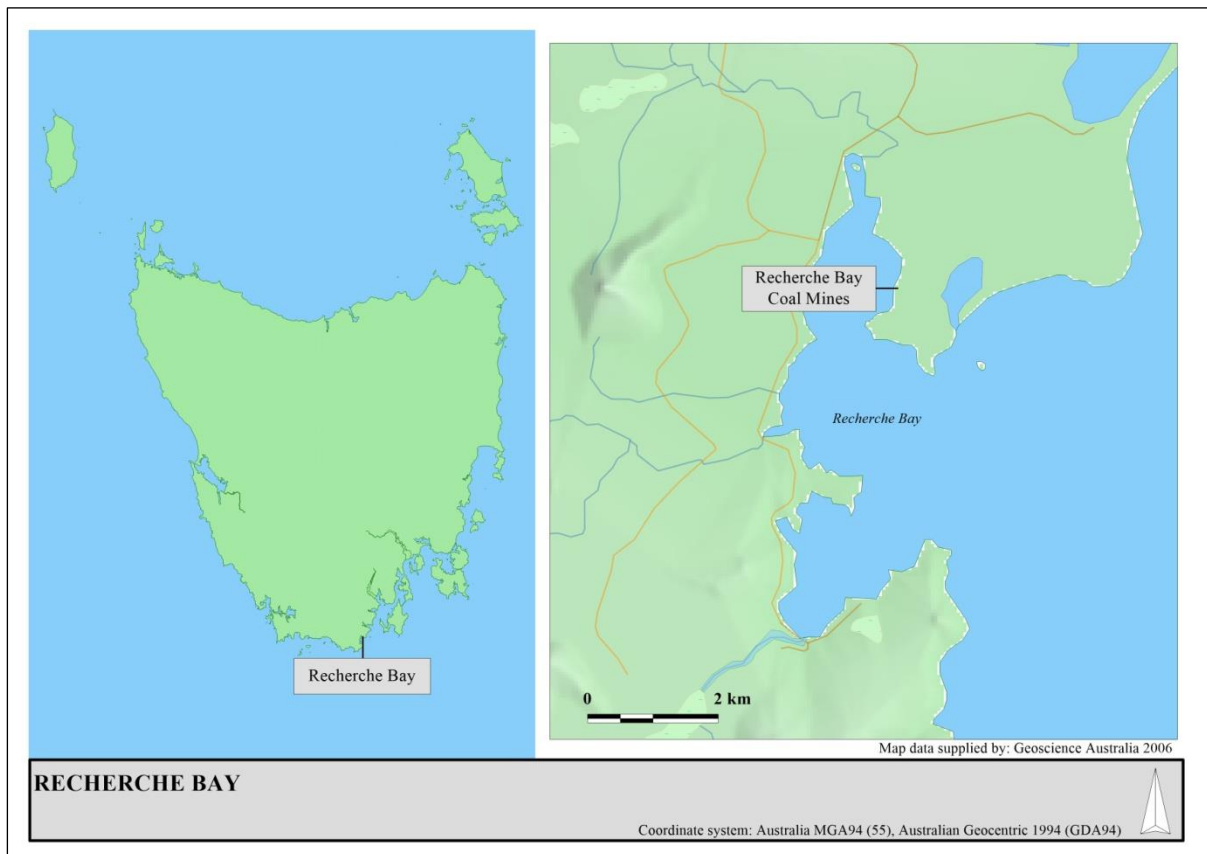 Recherche Bay
Recherche Bay
Coal Mines
Recherche Bay
0 2 km
Map data supplied by: Geoscience Australia 2006
RECHERCHE BAY
Coordinate system: Australia MGA94 (55), Australian Geocentric 1994 (GDA94)